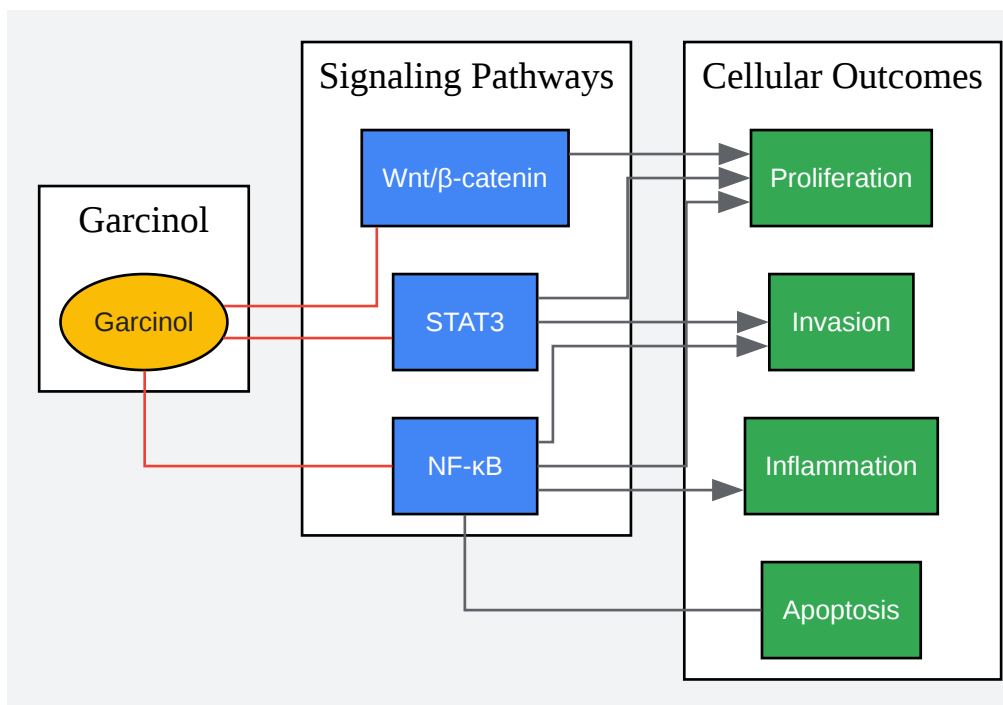 Garcinol
Garcinol
Signaling Pathways
Wnt/β-catenin
STAT3
NF-κB
Cellular Outcomes
Proliferation
Invasion
Inflammation
Apoptosis